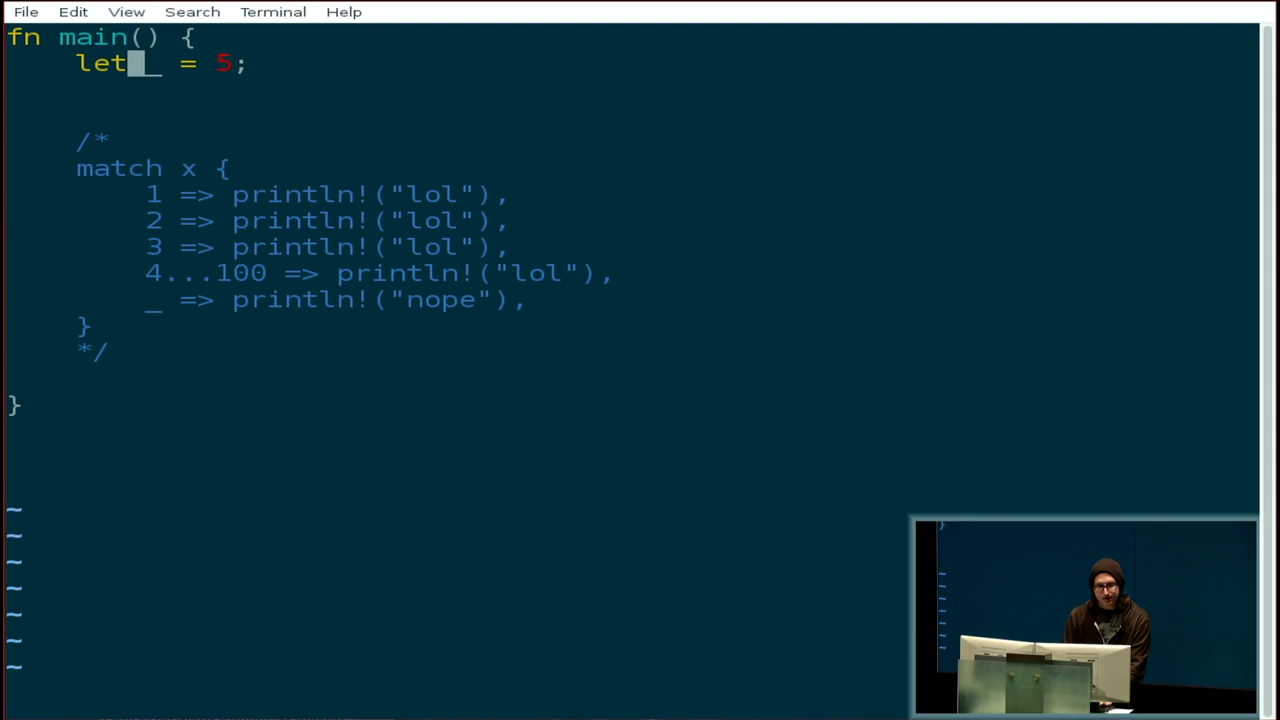 File Edit View Search Terminal Help
fn main() {
    let _ = 5;
    /*
    match x {
        1 => println!("lol"),
        2 => println!("lol"),
        3 => println!("lol"),
        4...100 => println!("lol"),
        _ => println!("nope"),
    }
    */
}
~
~
~
~
~
~
~